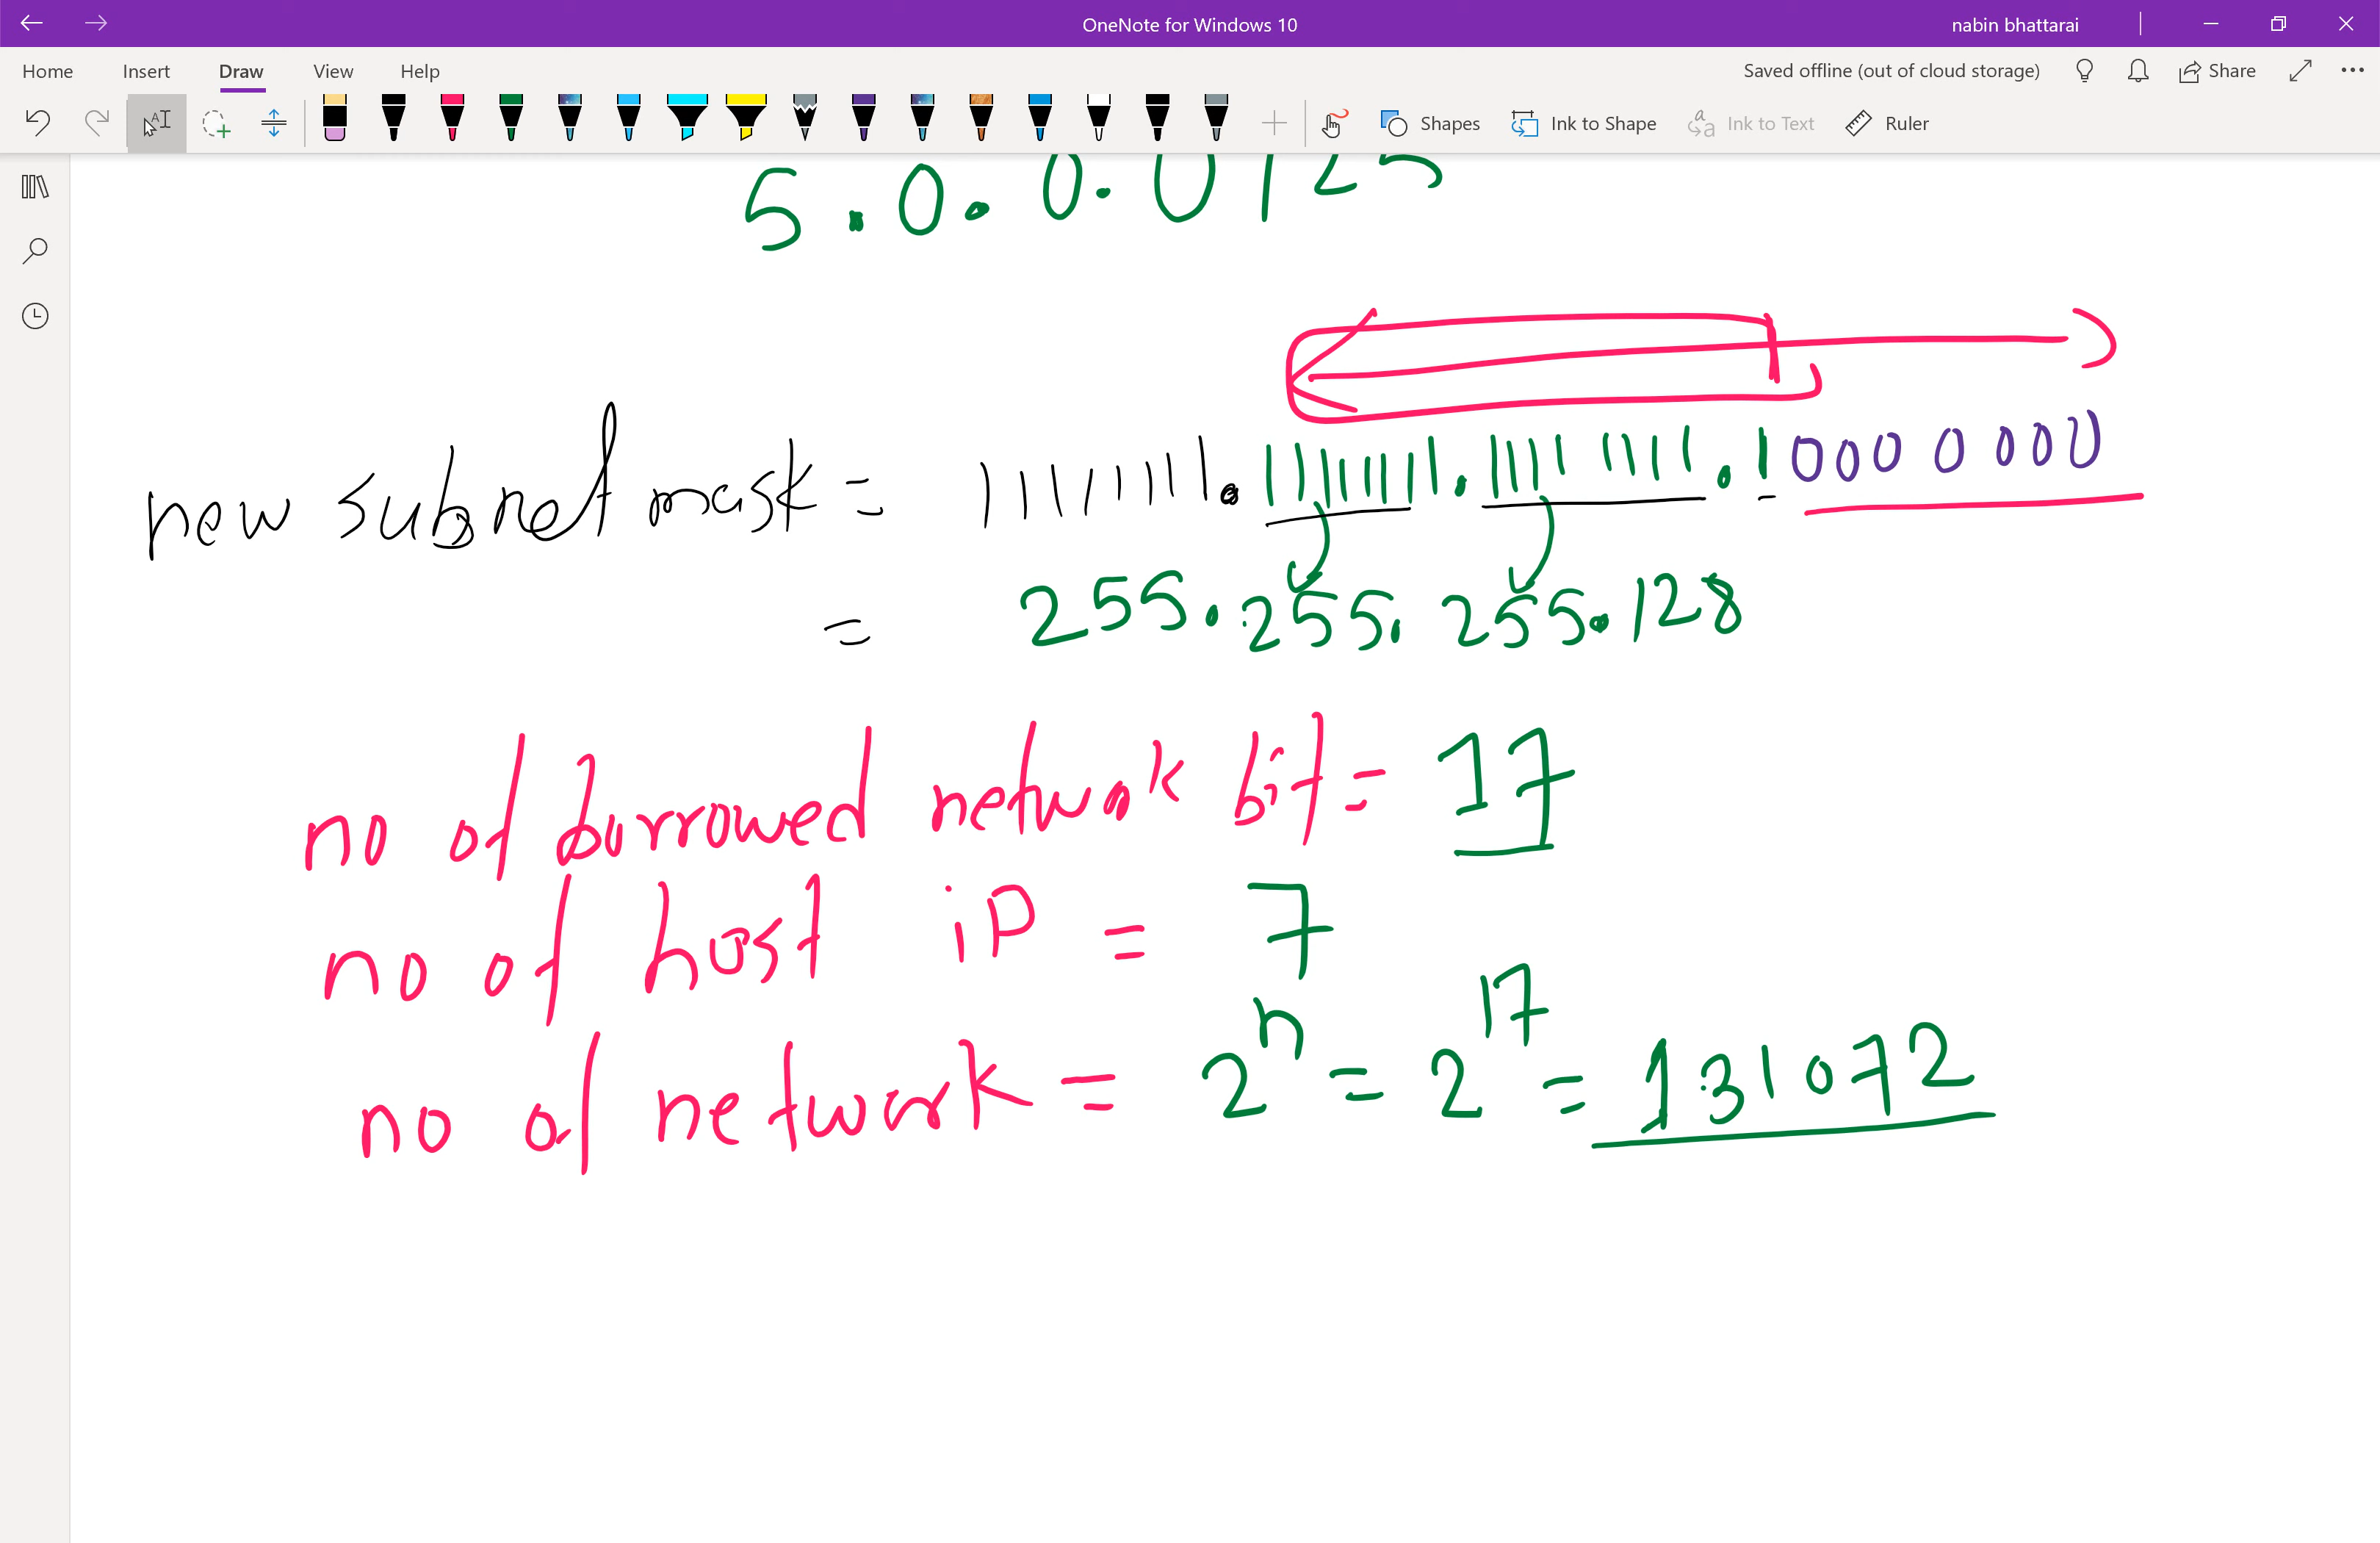 OneNote for Windows 10
nabin bhattarai
Home Insert Draw View Help
Saved offline (out of cloud storage) Share
Shapes Ink to Shape Ink to Text Ruler
5.0.0.0/25
new subnet mask = 11111111.11111111.11111111.10000000
= 255.255.255.128
no of borrowed network bit = 17
no of host iP = 7
no of network = 2^n = 2^17 = 131072